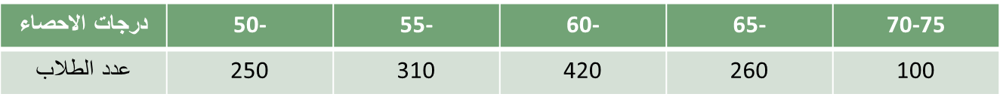 درجات الاحصاء 50- 55- 60- 65- 70-75
عدد الطلاب 250 310 420 260 100